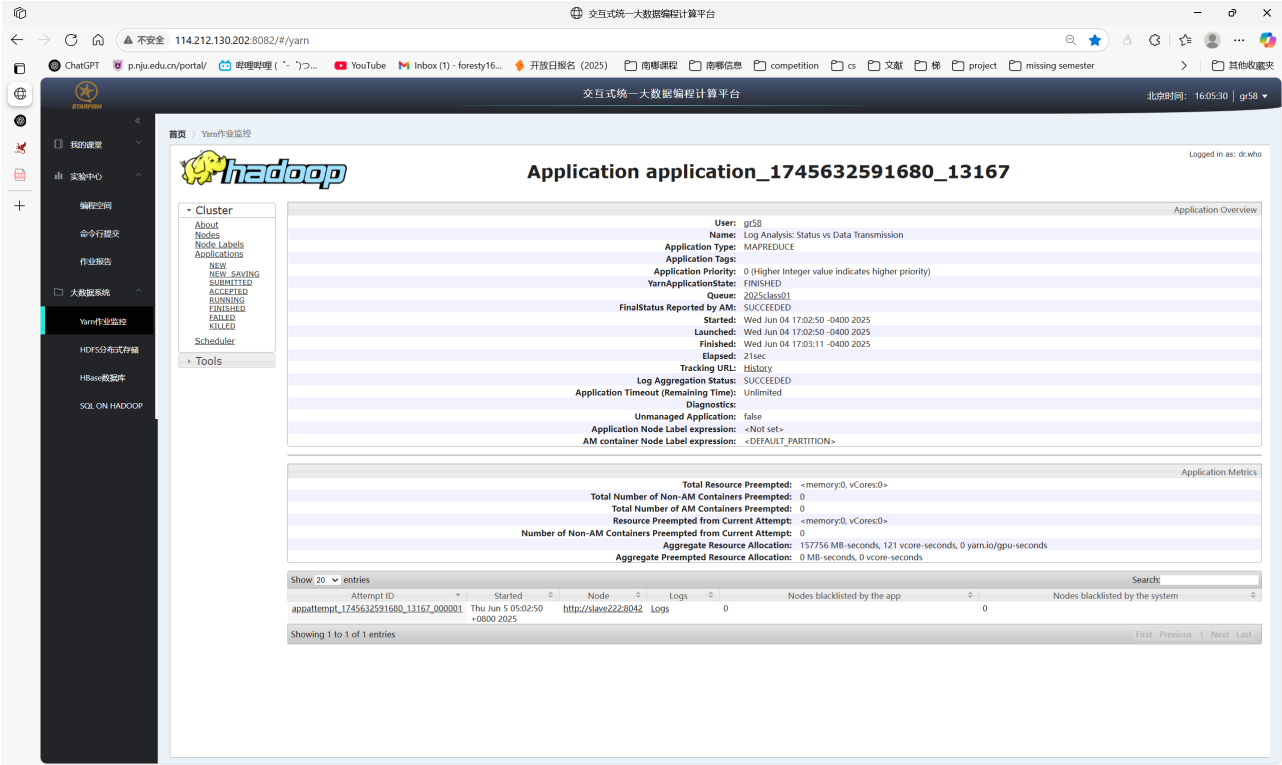 交互式统一大数据编程计算平台
不安全 114.212.130.202:8082/#/yarn
ChatGPT p.nju.edu.cn/portal/ 哔哩哔哩 ( ゜- ゜)つ... YouTube Inbox (1) - foresty16... 开放日报名 (2025) 南哪课程 南哪信息 competition cs 文献 梯 project missing semester 其他收藏夹
STARFISH
交互式统一大数据编程计算平台
北京时间： 16:05:30 gr58
我的课堂
实验中心
编程空间
命令行提交
作业报告
大数据系统
Yarn作业监控
HDFS分布式存储
HBase数据库
SQL ON HADOOP
首页 Yarn作业监控
hadoop
Application application_1745632591680_13167
Logged in as: dr.who
Cluster
About
Nodes
Node Labels
Applications
NEW
NEW_SAVING
SUBMITTED
ACCEPTED
RUNNING
FINISHED
FAILED
KILLED
Scheduler
Tools
Application Overview
User: gr58
Name: Log Analysis: Status vs Data Transmission
Application Type: MAPREDUCE
Application Tags:
Application Priority: 0 (Higher Integer value indicates higher priority)
YarnApplicationState: FINISHED
Queue: 2025class01
FinalStatus Reported by AM: SUCCEEDED
Started: Wed Jun 04 17:02:50 -0400 2025
Launched: Wed Jun 04 17:02:50 -0400 2025
Finished: Wed Jun 04 17:03:11 -0400 2025
Elapsed: 21sec
Tracking URL: History
Log Aggregation Status: SUCCEEDED
Application Timeout (Remaining Time): Unlimited
Diagnostics:
Unmanaged Application: false
Application Node Label expression: <Not set>
AM container Node Label expression: <DEFAULT_PARTITION>
Application Metrics
Total Resource Preempted: <memory:0, vCores:0>
Total Number of Non-AM Containers Preempted: 0
Total Number of AM Containers Preempted: 0
Resource Preempted from Current Attempt: <memory:0, vCores:0>
Number of Non-AM Containers Preempted from Current Attempt: 0
Aggregate Resource Allocation: 157756 MB-seconds, 121 vcore-seconds, 0 yarn.io/gpu-seconds
Aggregate Preempted Resource Allocation: 0 MB-seconds, 0 vcore-seconds
Show 20 entries Search:
Attempt ID Started Node Logs Nodes blacklisted by the app Nodes blacklisted by the system
appattempt_1745632591680_13167_000001 Thu Jun 5 05:02:50 http://slave222:8042 Logs 0 0
+0800 2025
Showing 1 to 1 of 1 entries First Previous 1 Next Last